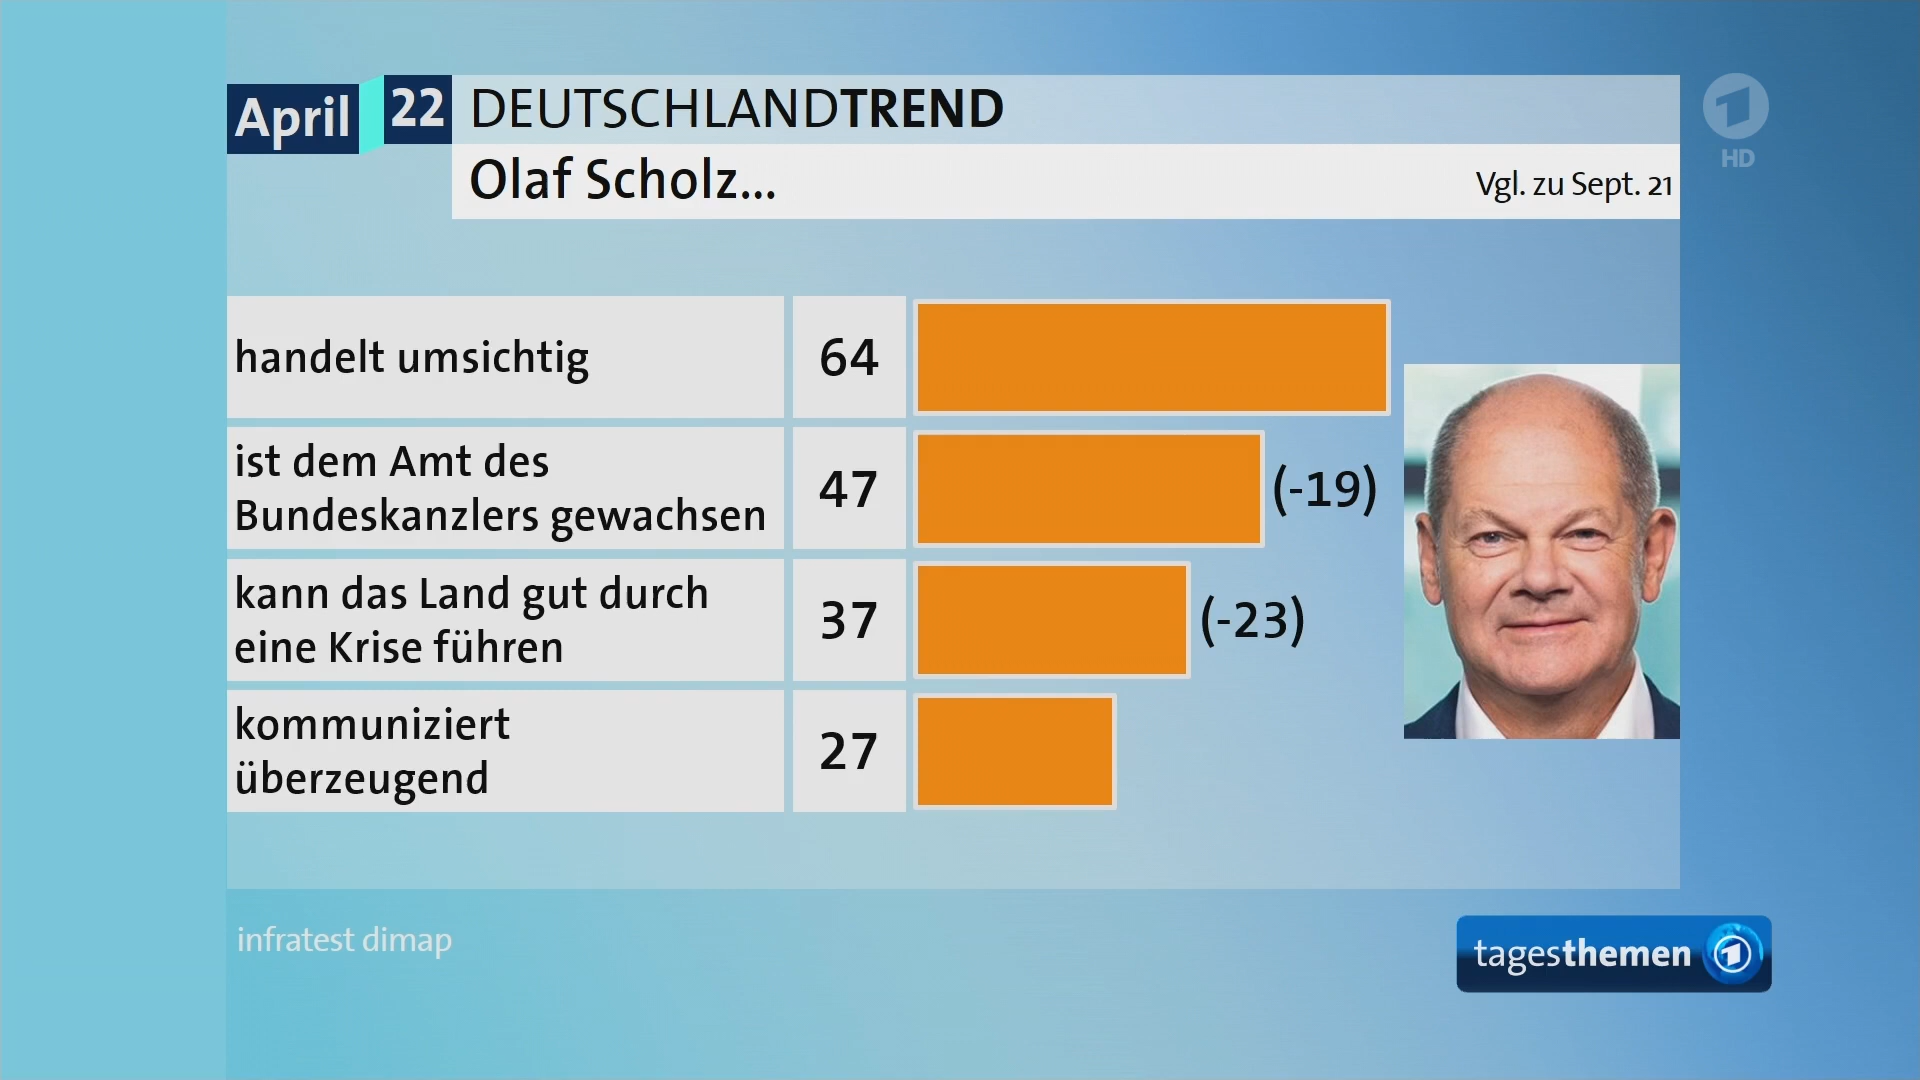 April 22 DEUTSCHLANDTREND
Olaf Scholz...
Vgl. zu Sept. 21
HD
handelt umsichtig 64
ist dem Amt des
Bundeskanzlers gewachsen 47 (-19)
kann das Land gut durch
eine Krise führen 37 (-23)
kommuniziert
überzeugend 27
infratest dimap
tagesthemen